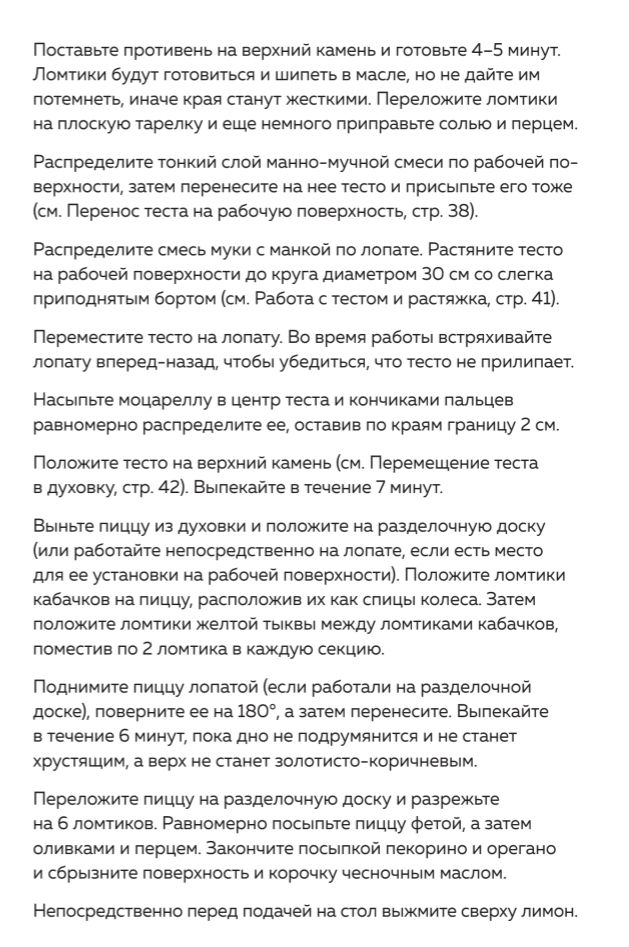 Поставьте противень на верхний камень и готовьте 4–5 минут.
Ломтики будут готовиться и шипеть в масле, но не дайте им
потемнеть, иначе края станут жесткими. Переложите ломтики
на плоскую тарелку и еще немного приправьте солью и перцем.
Распределите тонкий слой манно-мучной смеси по рабочей по-
верхности, затем перенесите на нее тесто и присыпьте его тоже
(см. Перенос теста на рабочую поверхность, стр. 38).
Распределите смесь муки с манкой по лопате. Растяните тесто
на рабочей поверхности до круга диаметром 30 см со слегка
приподнятым бортом (см. Работа с тестом и растяжка, стр. 41).
Переместите тесто на лопату. Во время работы встряхивайте
лопату вперед-назад, чтобы убедиться, что тесто не прилипает.
Насыпьте моцареллу в центр теста и кончиками пальцев
равномерно распределите ее, оставив по краям границу 2 см.
Положите тесто на верхний камень (см. Перемещение теста
в духовку, стр. 42). Выпекайте в течение 7 минут.
Выньте пиццу из духовки и положите на разделочную доску
(или работайте непосредственно на лопате, если есть место
для ее установки на рабочей поверхности). Положите ломтики
кабачков на пиццу, расположив их как спицы колеса. Затем
положите ломтики желтой тыквы между ломтиками кабачков,
поместив по 2 ломтика в каждую секцию.
Поднимите пиццу лопатой (если работали на разделочной
доске), поверните ее на 180°, а затем перенесите. Выпекайте
в течение 6 минут, пока дно не подрумянится и не станет
хрустящим, а верх не станет золотисто-коричневым.
Переложите пиццу на разделочную доску и разрежьте
на 6 ломтиков. Равномерно посыпьте пиццу фетой, а затем
оливками и перцем. Закончите посыпкой пекорино и орегано
и сбрызните поверхность и корочку чесночным маслом.
Непосредственно перед подачей на стол выжмите сверху лимон.